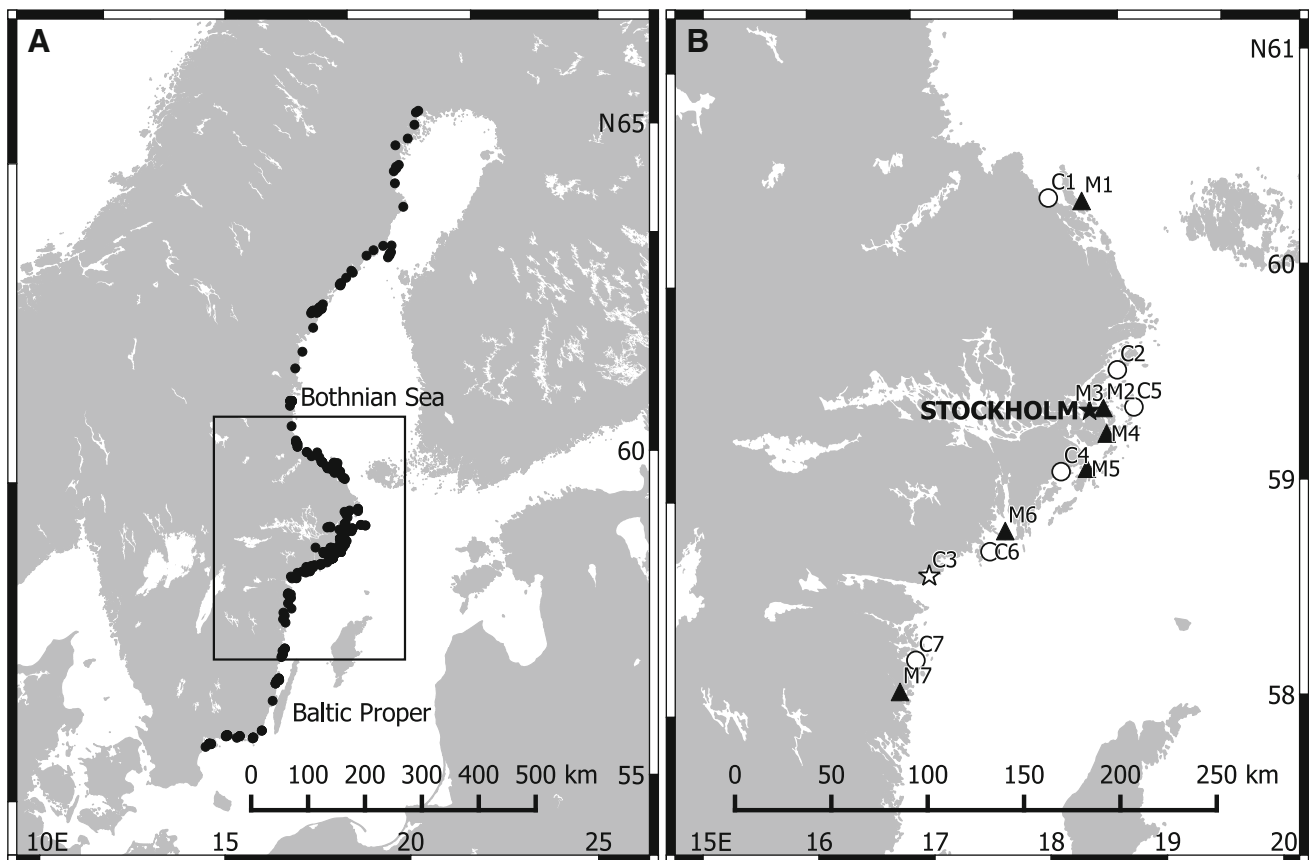 A
N65
Bothnian Sea
60
Baltic Proper
0 100 200 300 400 500 km
55
10E 15 20 25
B
N61
C1 M1
60
C2
M3 M2 C5
STOCKHOLM
M4
C4 M5
59
M6
C6
C3
C7
M7
58
0 50 100 150 200 250 km
15E 16 17 18 19 20